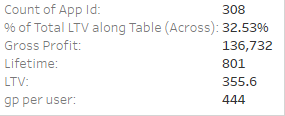 Count of App Id: 308
% of Total LTV along Table (Across): 32.53%
Gross Profit: 136,732
Lifetime: 801
LTV: 355.6
gp per user: 444